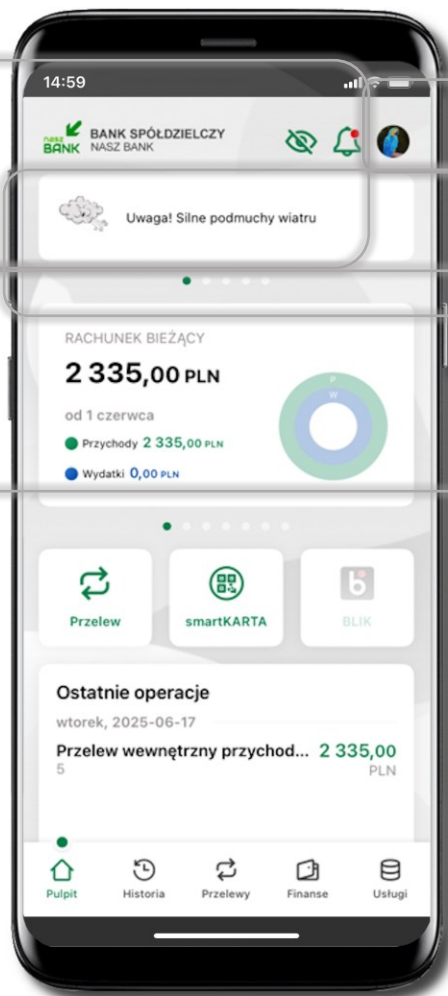 14:59
nasz BANK
BANK SPÓŁDZIELCZY
NASZ BANK
Uwaga! Silne podmuchy wiatru
RACHUNEK BIEŻĄCY
2 335,00 PLN
od 1 czerwca
Przychody 2 335,00 PLN
Wydatki 0,00 PLN
P
W
Przelew
smartKARTA
BLIK
Ostatnie operacje
wtorek, 2025-06-17
Przelew wewnętrzny przychod... 2 335,00
5 PLN
Pulpit Historia Przelewy Finanse Usługi